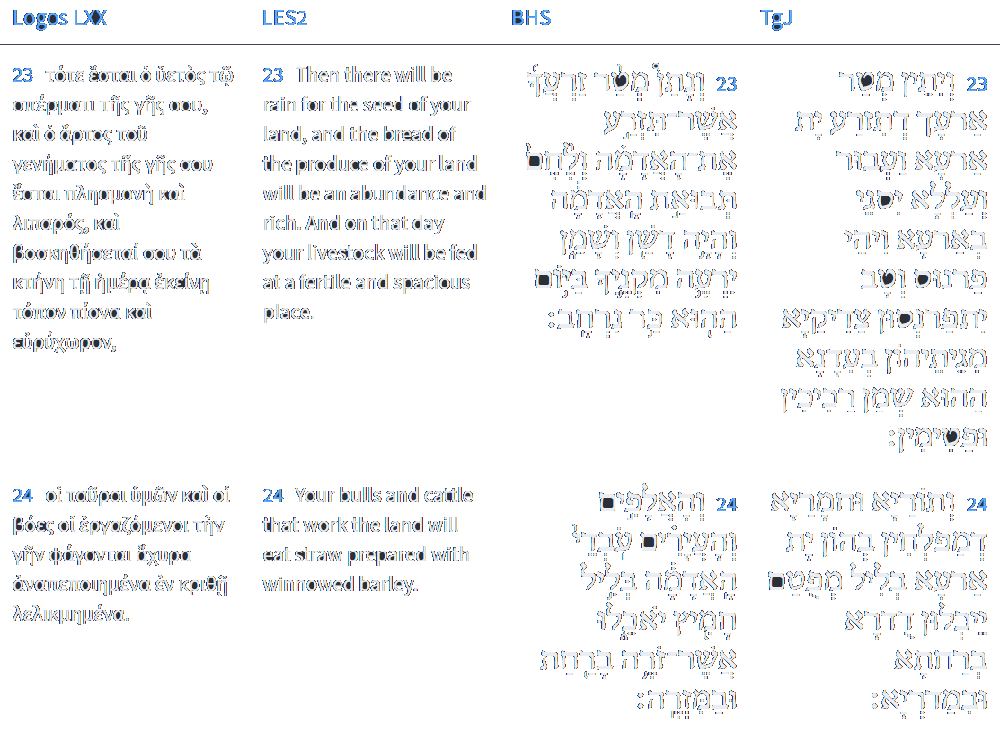 Logos LXX
LES2
BHS
TgJ
23 τότε ἔσται ὁ ὑετὸς τῷ
σπέρματι τῆς γῆς σου,
καὶ ὁ ἄρτος τοῦ
γενήματος τῆς γῆς σου
ἔσται πλησμονὴ καὶ
λιπαρός, καὶ
βοσκηθήσεταί σου τὰ
κτήνη τῇ ἡμέρᾳ ἐκείνῃ
τόπον πίονα καὶ
εὐρύχωρον,
23 Then there will be
rain for the seed of your
land, and the bread of
the produce of your land
will be an abundance and
rich. And on that day
your livestock will be fed
at a fertile and spacious
place.
23 וְנָתַן֩ מְטַ֨ר זַרְעֲךָ֜
אֲשֶׁר־תִּזְרַ֣ע
אֶת־הָאֲדָמָ֗ה וְלֶ֙חֶם֙
תְּבוּאַ֣ת הָֽאֲדָמָ֔ה
וְהָיָ֥ה דָשֵׁ֖ן וְשָׁמֵ֑ן
יִרְעֶ֥ה מִקְנֶ֛יךָ בַּיּ֥וֹם
הַה֖וּא כַּ֥ר נִרְחָֽב׃
23 וְיִתֵין מְטַר
זַרעָך דְתִזרַע יָת
אַרעָא וַעֲבוּר
וְעַלְלָא יִסגֵי
בְאַרעָא וִיהֵי
פַרנוּס וְטָב
יִתפַרנְסוּן צַדִיקַיָא
מִגֵיתֵיהוֹן בְעִדָנָא
הַהוּא שְמַן רַכִיכִין
וּפַטִימִין׃
24 οἱ ταῦροι ὑμῶν καὶ οἱ
βόες οἱ ἐργαζόμενοι τὴν
γῆν φάγονται ἄχυρα
ἀναπεποιημένα ἐν κριθῇ
λελικμημένα.
24 Your bulls and cattle
that work the land will
eat straw prepared with
winnowed barley.
24 וְהָאֲלָפִ֣ים
וְהָעֲיָרִ֗ים עֹֽבְדֵי֙
הָֽאֲדָמָ֔ה בְּלִ֥יל
חָמִ֖יץ יֹאכֵ֑לוּ
אֲשֶׁר־זֹרֶ֥ה בָרַ֖חַת
וּבַמִּזְרֶֽה׃
24 וְתוֹרַיָא וּחמָרַיָא
דְמִפַלְחִין בְהוֹן יָת
אַרעָא בְלִיל מְפַטַם
יֵיכְלוּן דִדרָא
בְרַחתָא
וּבְמַדרְיָא׃